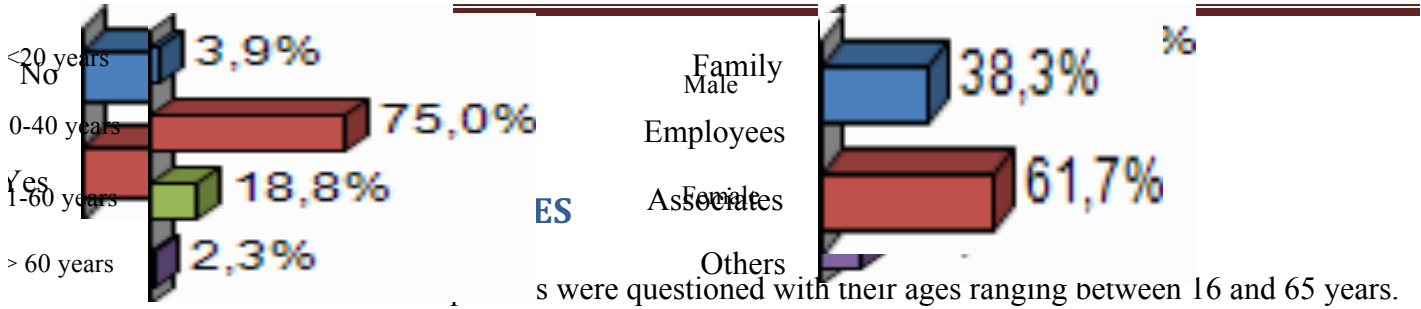 <20 years
No
3,9%
0-40 years
75,0%
Yes
1-60 years
18,8%
> 60 years
2,3%
ES
Family
Male
38,3%
%
Employees
Female
Associates
61,7%
Others
s were questioned with their ages ranging between 16 and 65 years.